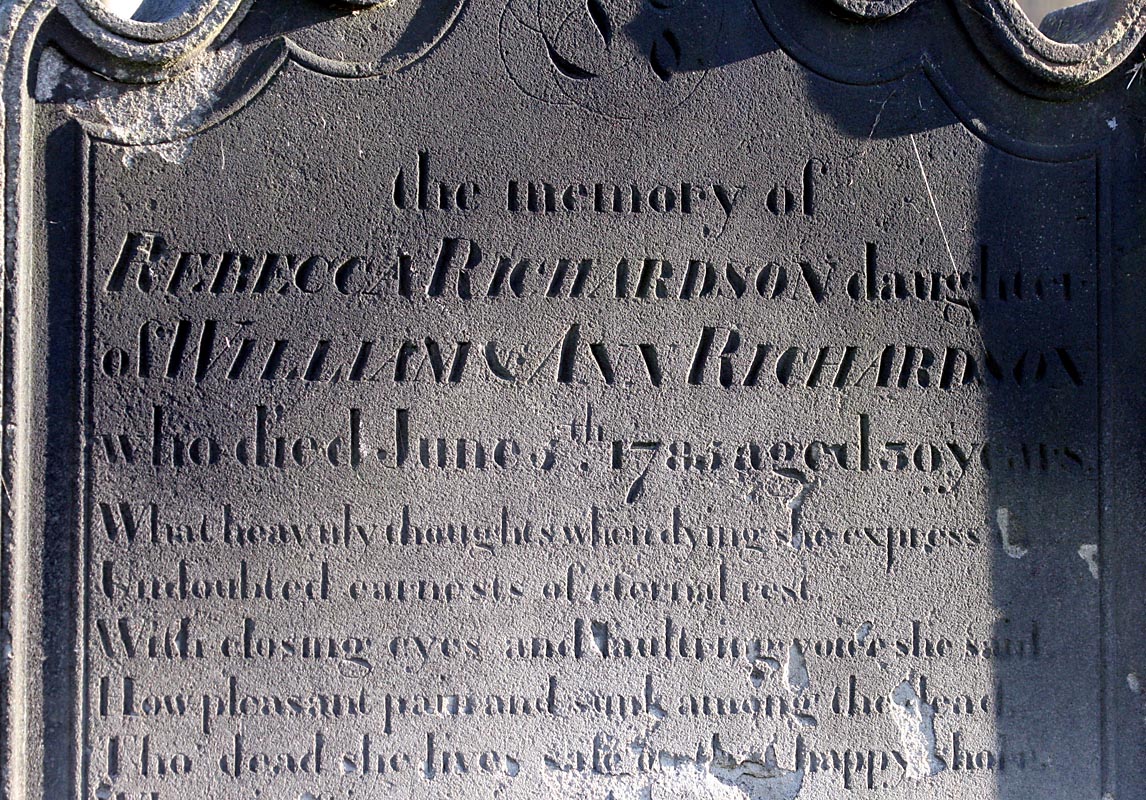 the memory of
REBECCA RICHARDSON daughter
of WILLIAM & ANN RICHARDSON
who died June 5th. 1785 aged 30 years.
What heavnly thoughts when dying she express'd
Undoubted earnests of eternal rest.
With closing eyes and faultring voice she said.
How pleasant pain and sunk among the dead.
Tho dead she lives safe on that happy shore.